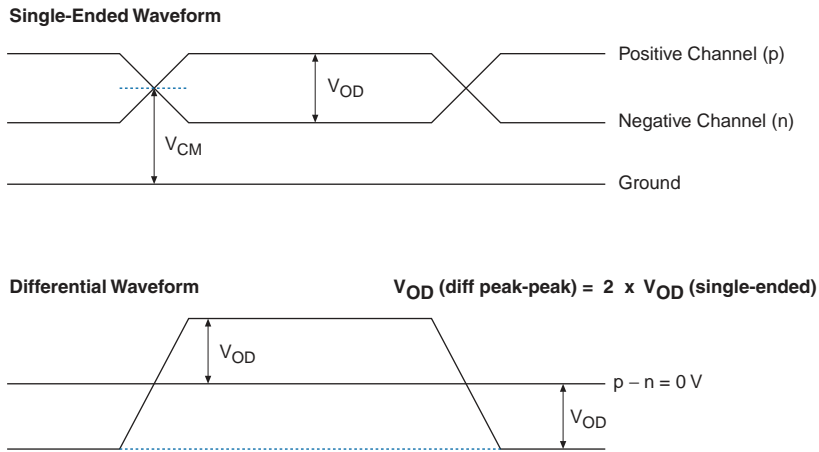 Single-Ended Waveform
Positive Channel (p)
VOD
Negative Channel (n)
VCM
Ground
Differential Waveform
VOD (diff peak-peak) = 2 x VOD (single-ended)
VOD
p – n = 0 V
VOD